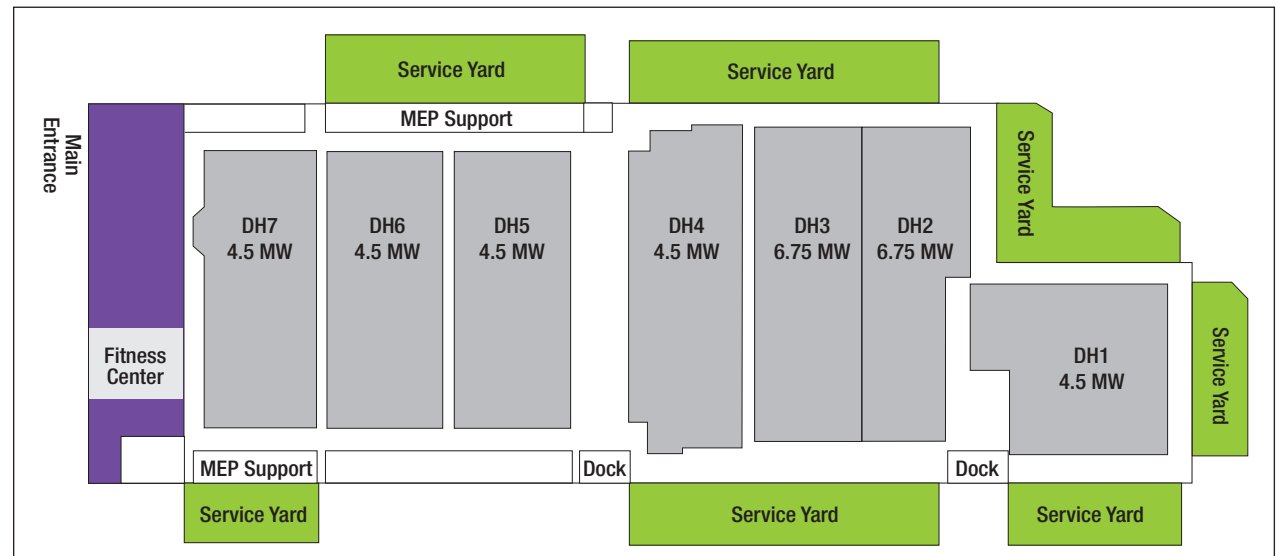 Service Yard
Service Yard
MEP Support
Main
Entrance
Service Yard
DH7
4.5 MW
DH6
4.5 MW
DH5
4.5 MW
DH4
4.5 MW
DH3
6.75 MW
DH2
6.75 MW
Fitness
Center
DH1
4.5 MW
Service Yard
MEP Support
Dock
Dock
Service Yard
Service Yard
Service Yard